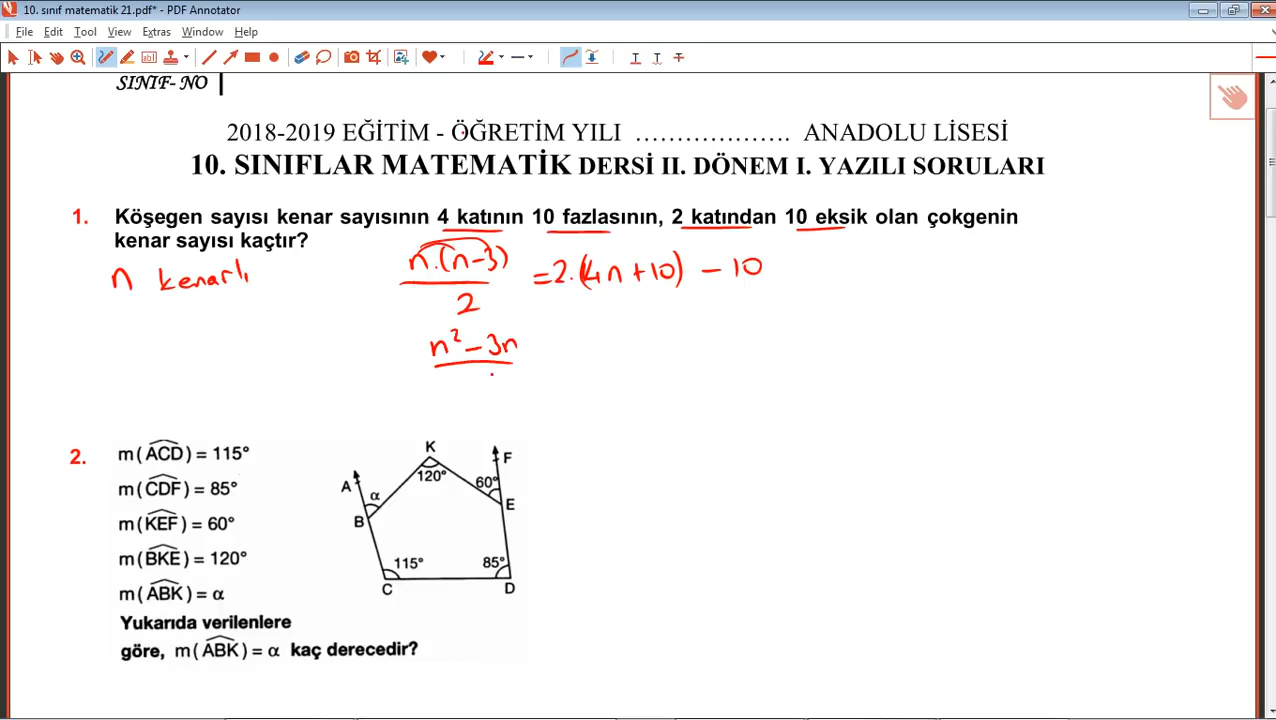 10. sınıf matematik 21.pdf* - PDF Annotator
File Edit Tool View Extras Window Help
SINIF- NO
2018-2019 EĞİTİM - ÖĞRETİM YILI ………………. ANADOLU LİSESİ
10. SINIFLAR MATEMATİK DERSİ II. DÖNEM I. YAZILI SORULARI
1. Köşegen sayısı kenar sayısının 4 katının 10 fazlasının, 2 katından 10 eksik olan çokgenin
kenar sayısı kaçtır?
n kenarlı
n.(n-3) = 2.(4n+10) - 10
2
n² - 3n
2. m(ACD) = 115°
m(CDF) = 85°
m(KEF) = 60°
m(BKE) = 120°
m(ABK) = α
Yukarıda verilenlere
göre, m(ABK) = α kaç derecedir?
K
F
120°
A
α
60°
E
B
115°
85°
C
D